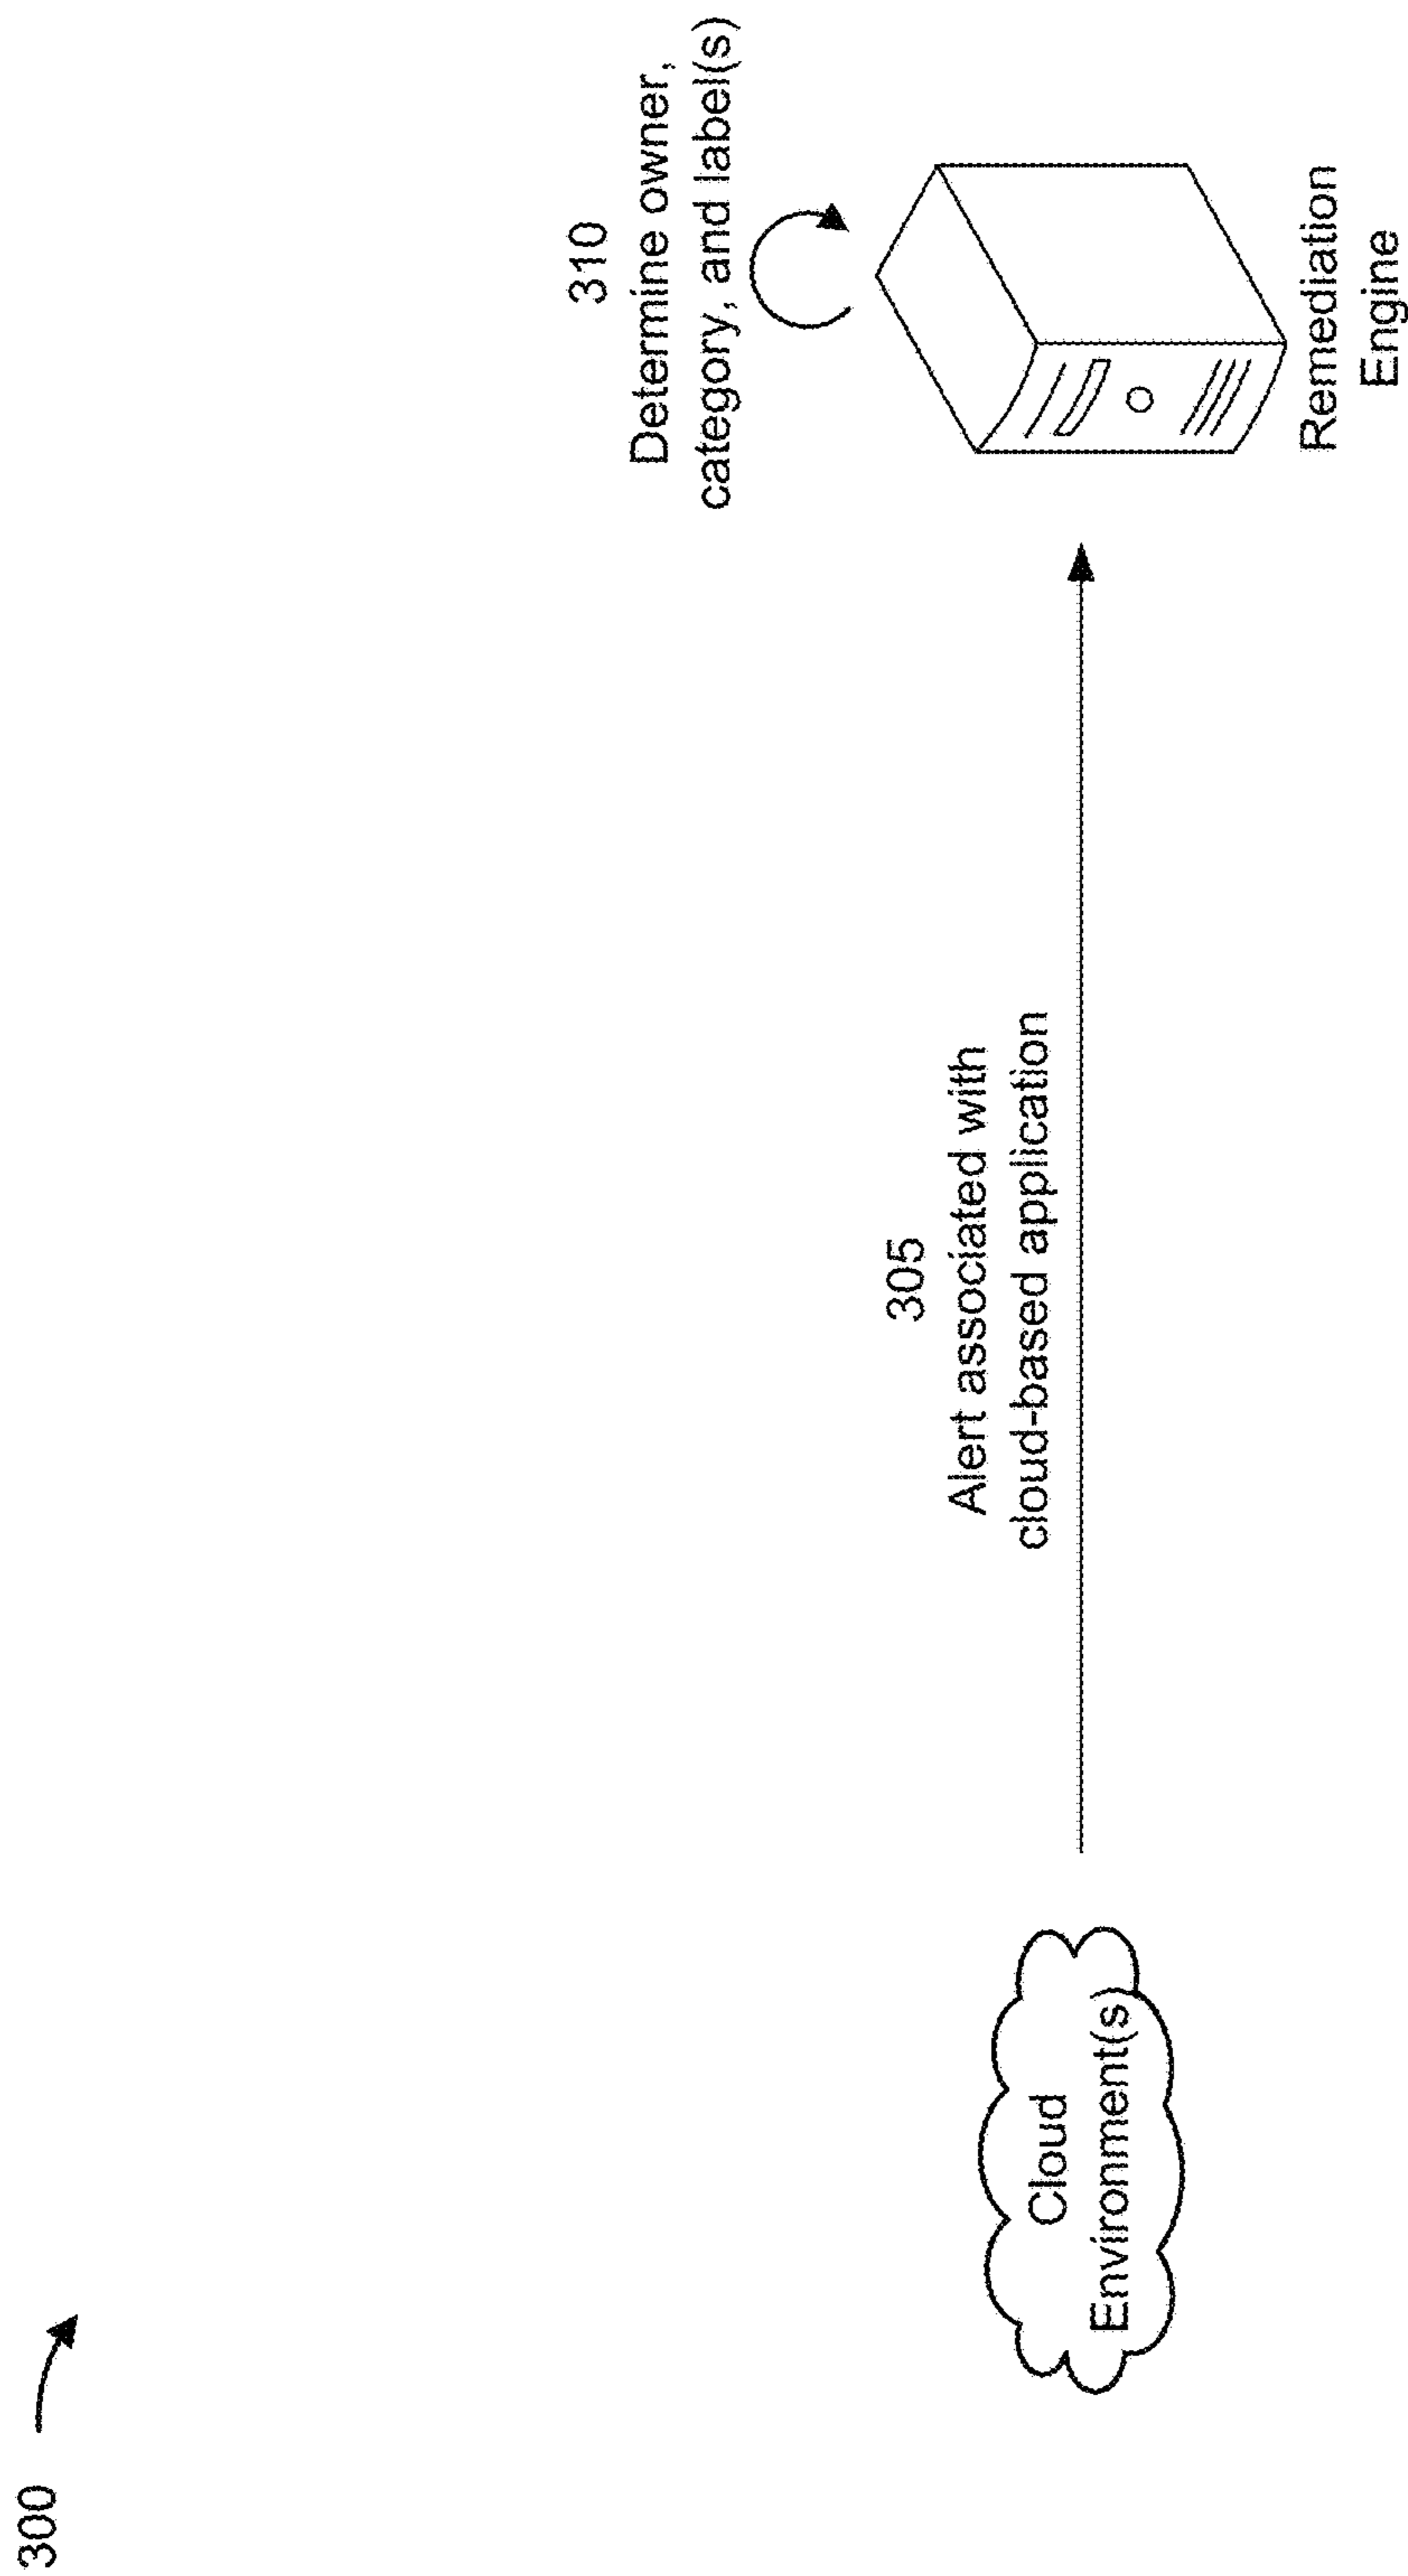 300
310
Determine owner,
category, and label(s)
305
Alert associated with
cloud-based application
Cloud
Environment(s)
Remediation
Engine